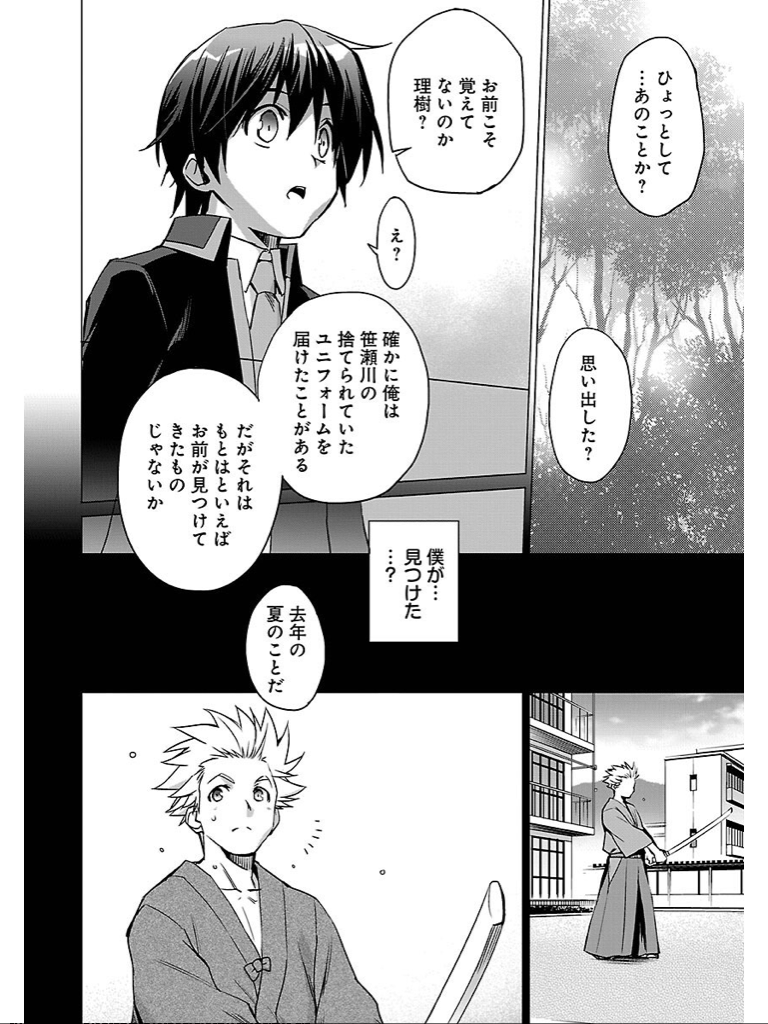 ひょっとして
…あのことか？
思い出した？
お前こそ
覚えて
ないのか
理樹？
え？
確かに俺は
笹瀬川の
捨てられていた
ユニフォームを
届けたことがある
だがそれは
もとはといえば
お前が見つけて
きたもの
じゃないか
僕が…
見つけた
…？
去年の
夏のことだ